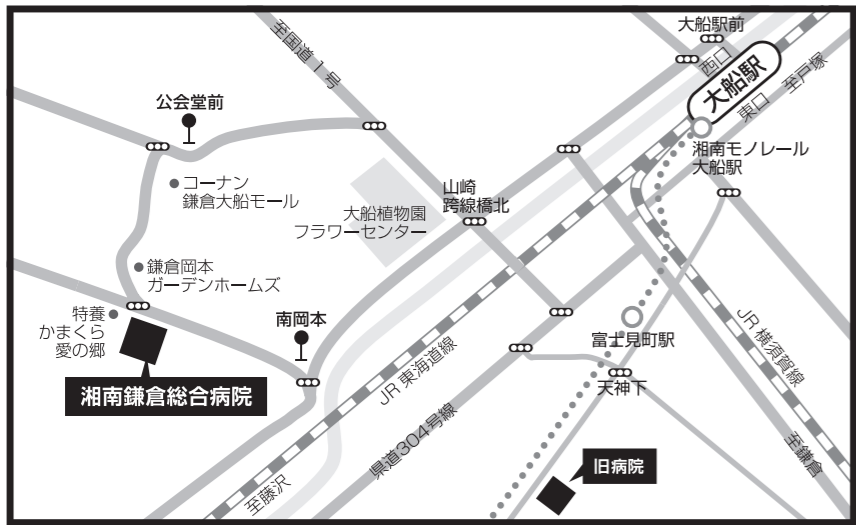 大船駅前
至国道1号
西口
大船駅
東口
至戸塚
公会堂前
湘南モノレール
大船駅
コーナン
鎌倉大船モール
山崎
跨線橋北
大船植物園
フラワーセンター
鎌倉岡本
ガーデンホームズ
特養
かまくら
愛の郷
南岡本
富士見町駅
JR横須賀線
JR東海道線
天神下
湘南鎌倉総合病院
県道304号線
至鎌倉
旧病院
至藤沢